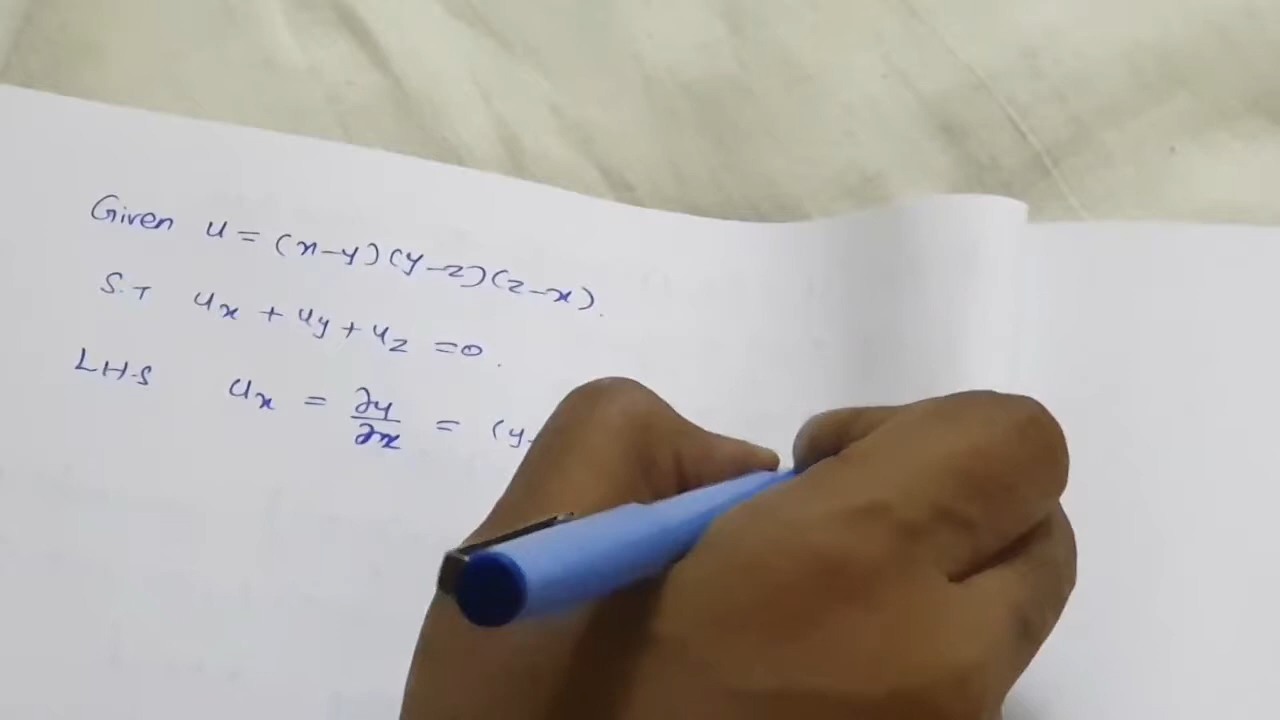 Given u = (x-y)(y-z)(z-x).
S.T ux + uy + uz = 0.
LHS ux = ∂u/∂x = (y-